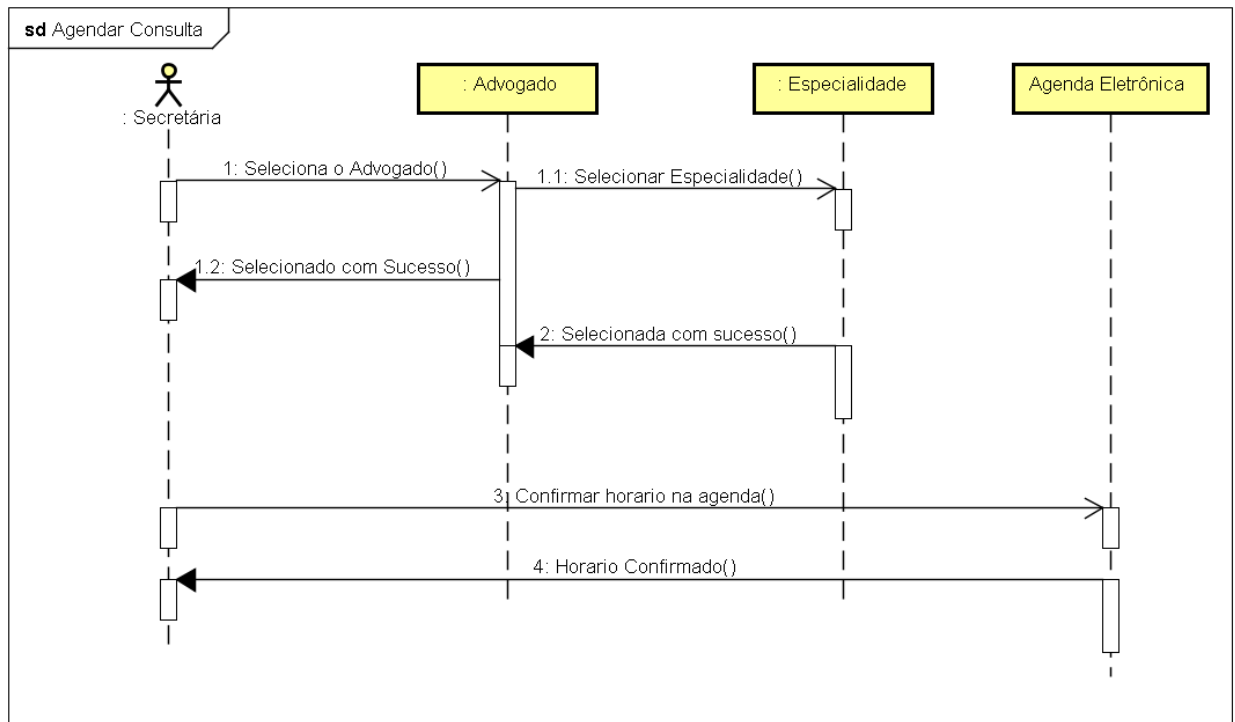 sd Agendar Consulta
: Secretária
: Advogado
: Especialidade
Agenda Eletrônica
1: Seleciona o Advogado()
1.1: Selecionar Especialidade()
1.2: Selecionado com Sucesso()
2: Selecionada com sucesso()
3: Confirmar horario na agenda()
4: Horario Confirmado()